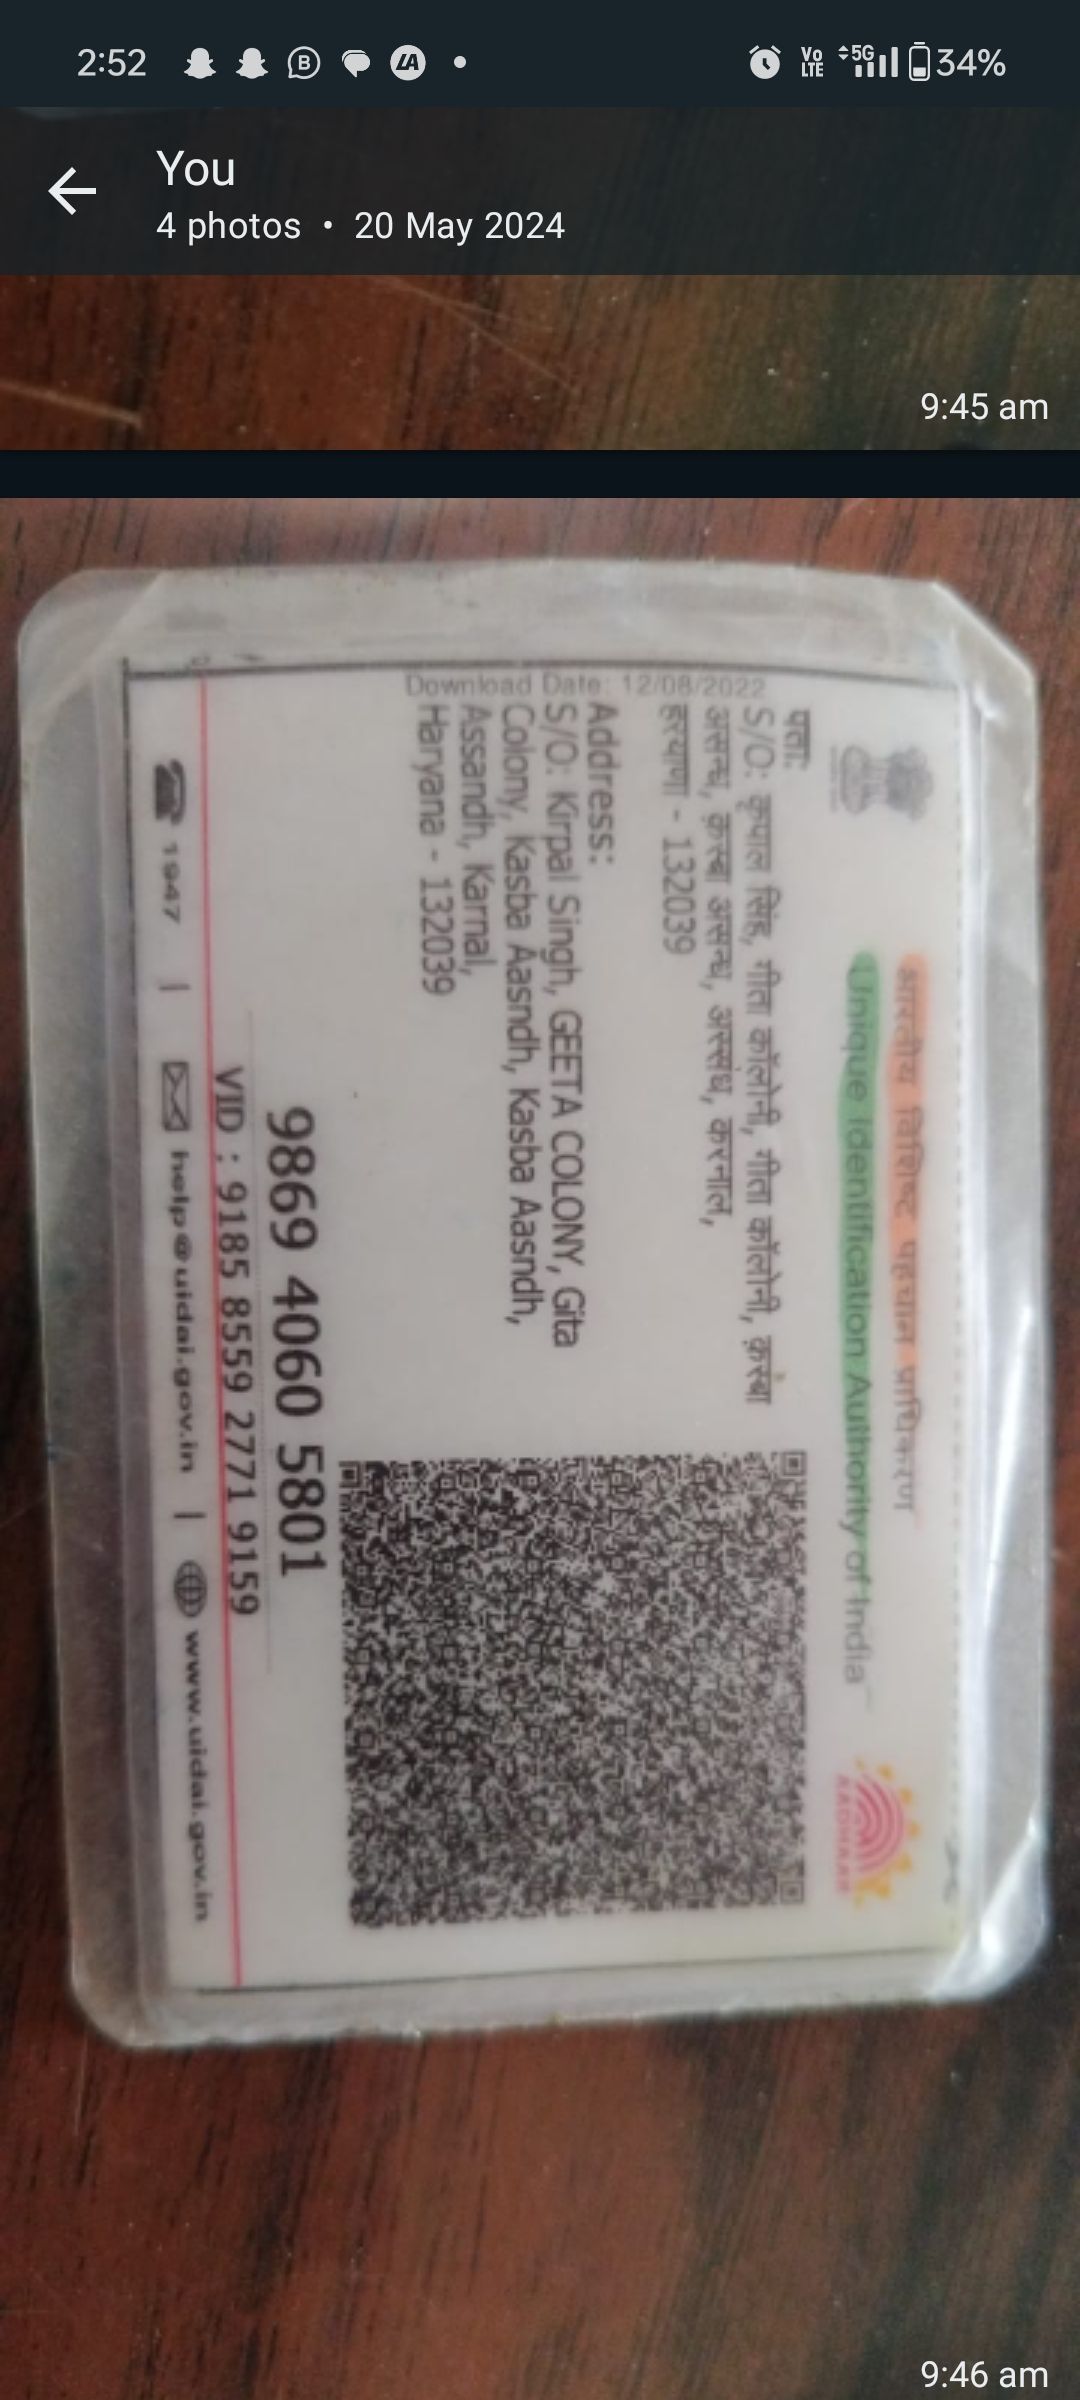 2:52
Vo LTE 5G 34%
You
4 photos • 20 May 2024
9:45 am
भारतीय विशिष्ट पहचान प्राधिकरण
Unique Identification Authority of India
AADHAAR
पता:
S/O: कृपाल सिंह, गीता कॉलोनी, गीता कॉलोनी, क़स्बा
असन्ध, क़स्बा असन्ध, अस्संध, करनाल,
हरयाणा - 132039
Address:
S/O: Kirpal Singh, GEETA COLONY, Gita
Colony, Kasba Aasndh, Kasba Aasndh,
Assandh, Karnal,
Haryana - 132039
Download Date: 12/08/2022
9869 4060 5801
VID : 9185 8559 2771 9159
1947 | help@uidai.gov.in | www.uidai.gov.in
9:46 am